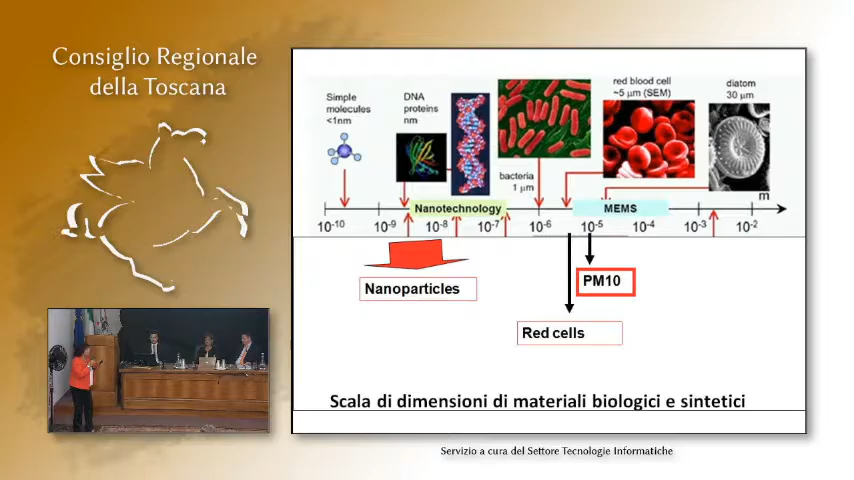 Consiglio Regionale
della Toscana
Simple
molecules
<1nm
DNA
proteins
nm
bacteria
1 μm
red blood cell
~5 μm (SEM)
diatom
30 μm
m
Nanotechnology
MEMS
10⁻¹⁰ 10⁻⁹ 10⁻⁸ 10⁻⁷ 10⁻⁶ 10⁻⁵ 10⁻⁴ 10⁻³ 10⁻²
Nanoparticles
PM10
Red cells
Scala di dimensioni di materiali biologici e sintetici
Servizio a cura del Settore Tecnologie Informatiche